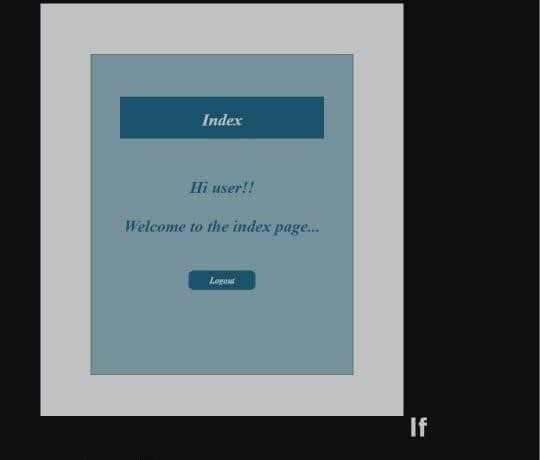 Index
Hi user!!
Welcome to the index page...
Logout
If